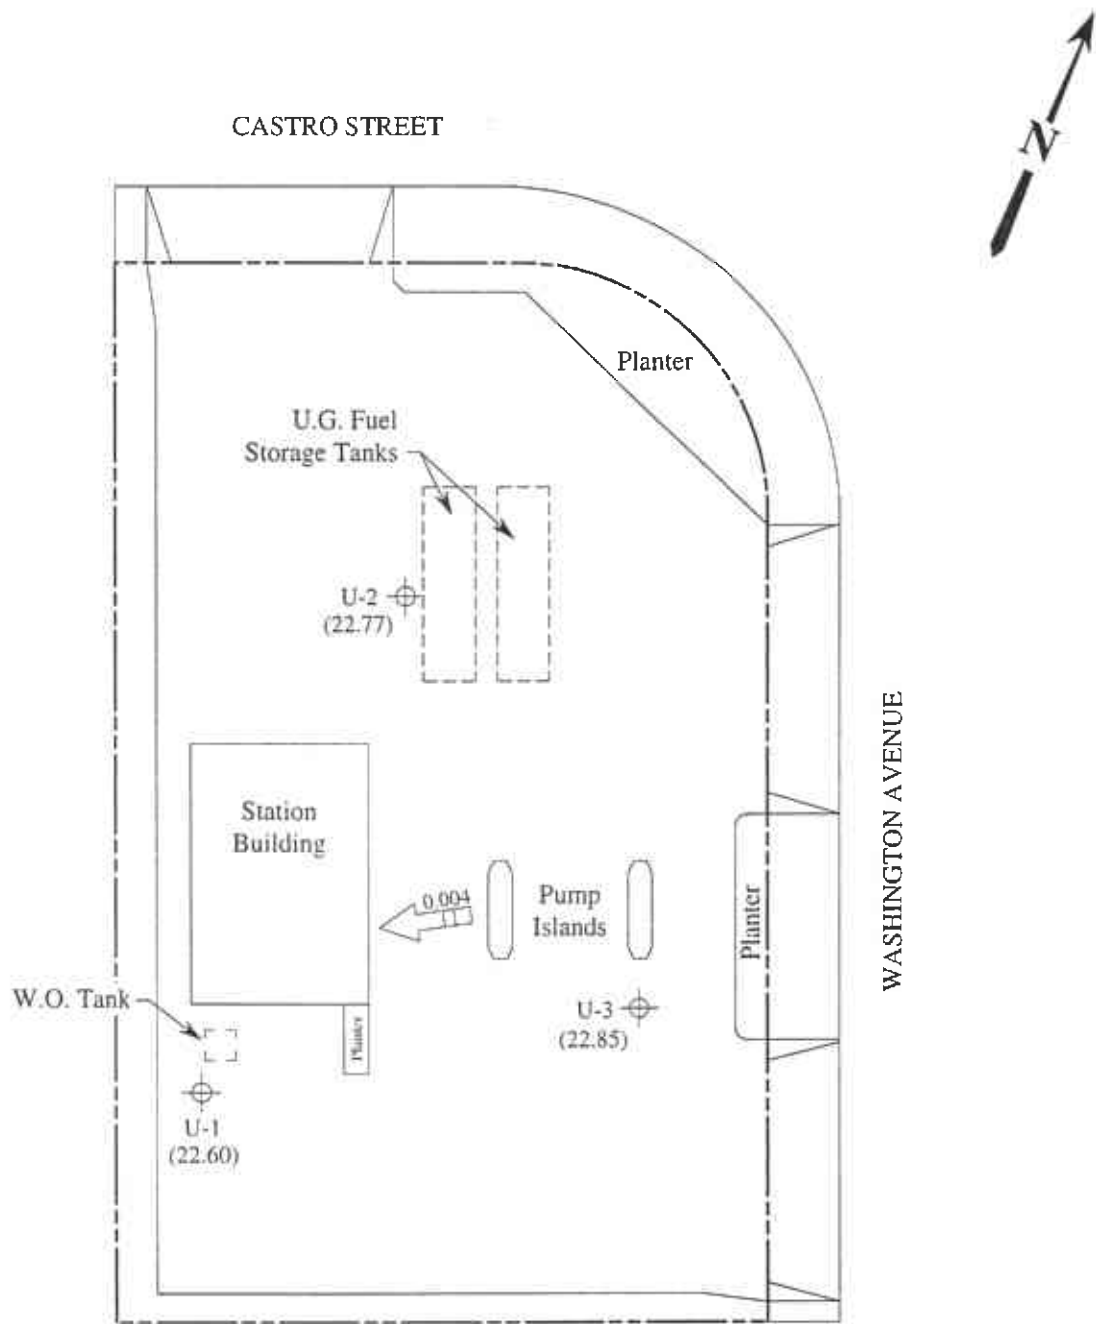 N
CASTRO STREET
Planter
U.G. Fuel
Storage Tanks
U-2
(22.77)
WASHINGTON AVENUE
Station
Building
0.004
Pump
Islands
Planter
W.O. Tank
Planter
U-3
(22.85)
U-1
(22.60)